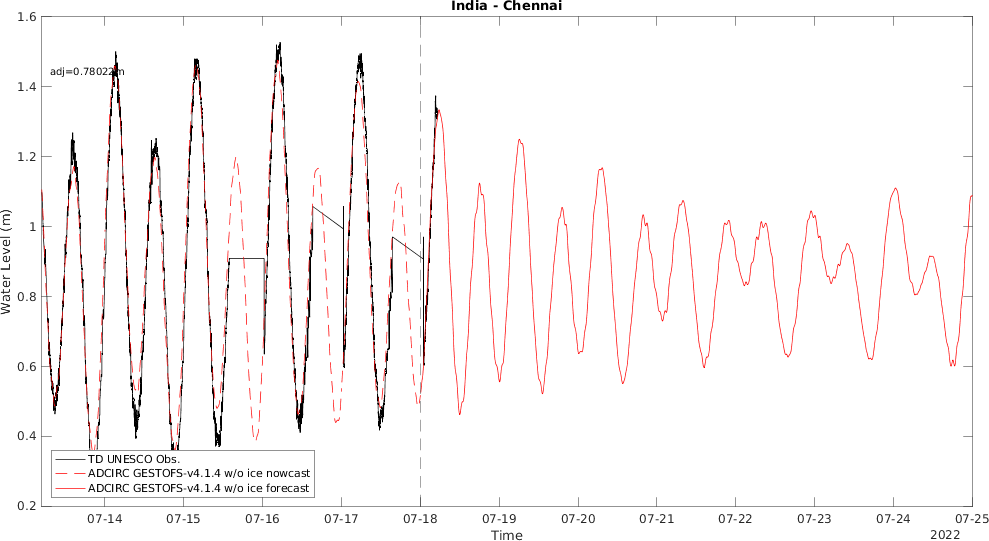 India - Chennai
1.6
1.4
1.2
1
0.8
0.6
0.4
0.2
Water Level (m)
adj=0.78022m
TD UNESCO Obs.
ADCIRC GESTOFS-v4.1.4 w/o ice nowcast
ADCIRC GESTOFS-v4.1.4 w/o ice forecast
07-14 07-15 07-16 07-17 07-18 07-19 07-20 07-21 07-22 07-23 07-24 07-25
Time
2022